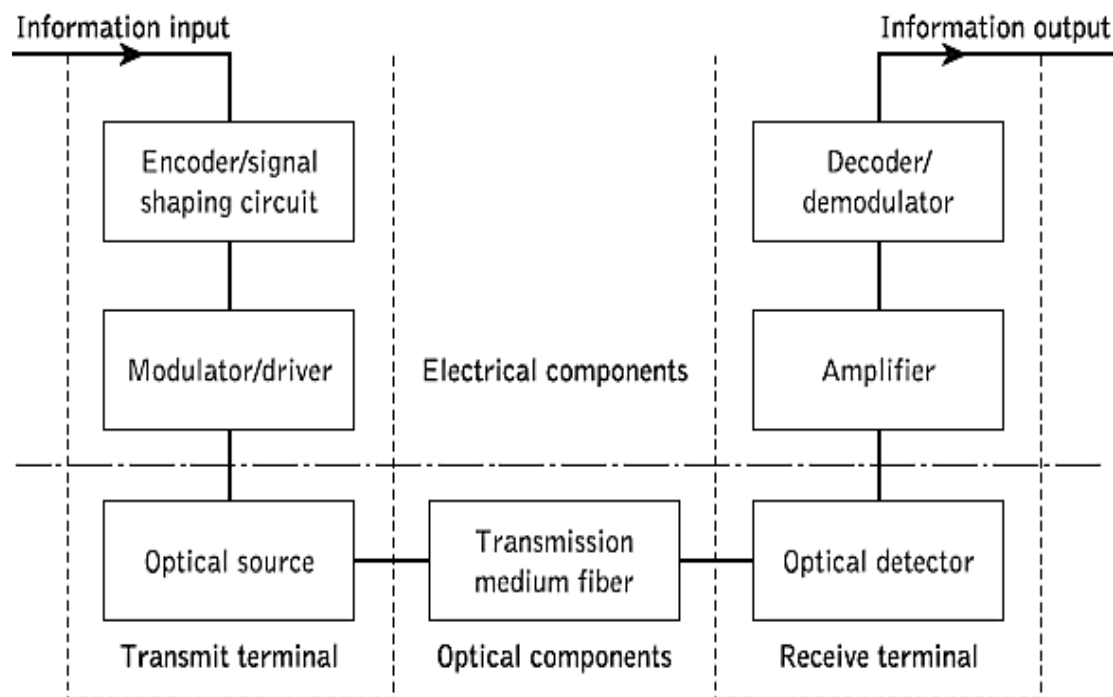 Information input
Information output
Encoder/signal
shaping circuit
Decoder/
demodulator
Modulator/driver
Electrical components
Amplifier
Optical source
Transmission
medium fiber
Optical detector
Transmit terminal
Optical components
Receive terminal